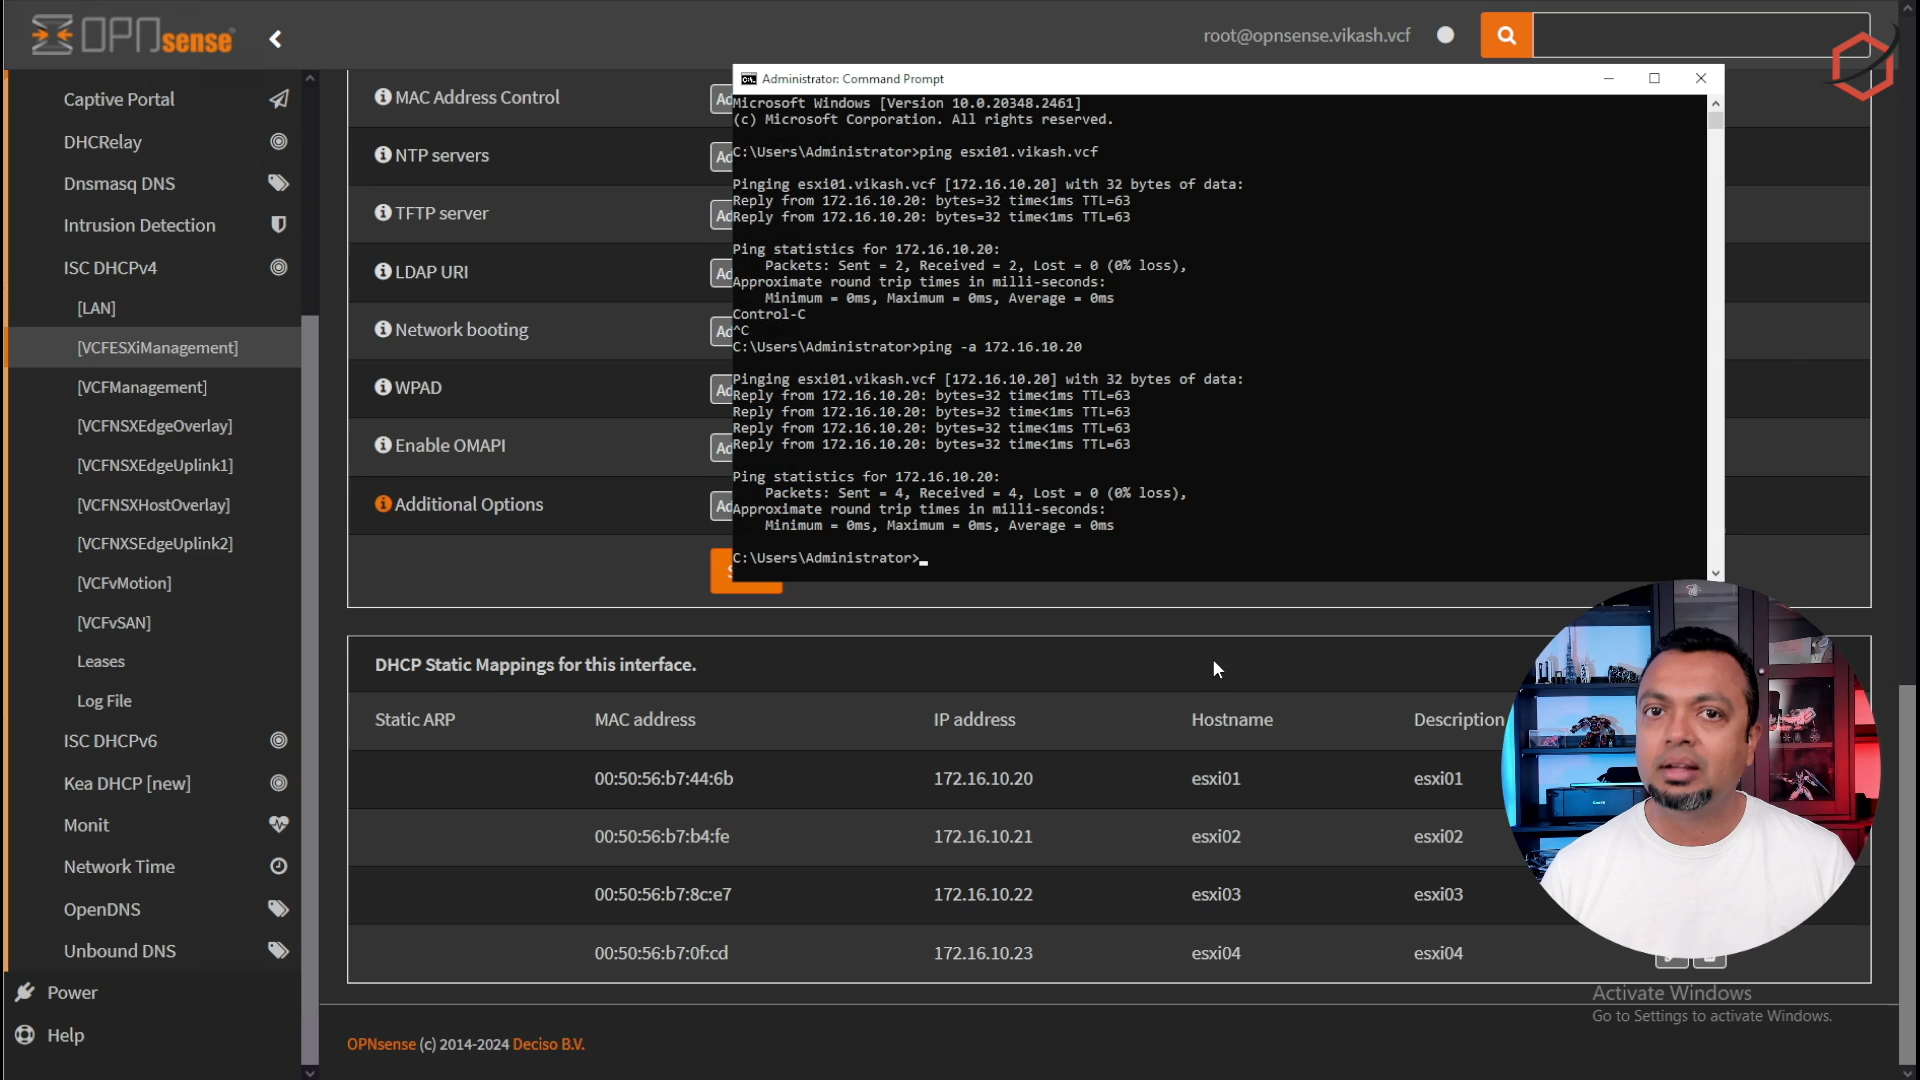 OPNsense
root@opnsense.vikash.vcf
Captive Portal
DHCRelay
Dnsmasq DNS
Intrusion Detection
ISC DHCPv4
[LAN]
[VCFESXiManagement]
[VCFManagement]
[VCFNSXEdgeOverlay]
[VCFNSXEdgeUplink1]
[VCFNSXHostOverlay]
[VCFNXSEdgeUplink2]
[VCFvMotion]
[VCFvSAN]
Leases
Log File
ISC DHCPv6
Kea DHCP [new]
Monit
Network Time
OpenDNS
Unbound DNS
Power
Help
MAC Address Control
NTP servers
TFTP server
LDAP URI
Network booting
WPAD
Enable OMAPI
Additional Options
Administrator: Command Prompt
Microsoft Windows [Version 10.0.20348.2461]
(c) Microsoft Corporation. All rights reserved.
C:\Users\Administrator>ping esxi01.vikash.vcf
Pinging esxi01.vikash.vcf [172.16.10.20] with 32 bytes of data:
Reply from 172.16.10.20: bytes=32 time<1ms TTL=63
Reply from 172.16.10.20: bytes=32 time<1ms TTL=63
Ping statistics for 172.16.10.20:
Packets: Sent = 2, Received = 2, Lost = 0 (0% loss),
Approximate round trip times in milli-seconds:
Minimum = 0ms, Maximum = 0ms, Average = 0ms
Control-C
^C
C:\Users\Administrator>ping -a 172.16.10.20
Pinging esxi01.vikash.vcf [172.16.10.20] with 32 bytes of data:
Reply from 172.16.10.20: bytes=32 time<1ms TTL=63
Reply from 172.16.10.20: bytes=32 time<1ms TTL=63
Reply from 172.16.10.20: bytes=32 time<1ms TTL=63
Reply from 172.16.10.20: bytes=32 time<1ms TTL=63
Ping statistics for 172.16.10.20:
Packets: Sent = 4, Received = 4, Lost = 0 (0% loss),
Approximate round trip times in milli-seconds:
Minimum = 0ms, Maximum = 0ms, Average = 0ms
C:\Users\Administrator>
DHCP Static Mappings for this interface.
Static ARP MAC address IP address Hostname Description
00:50:56:b7:44:6b 172.16.10.20 esxi01 esxi01
00:50:56:b7:b4:fe 172.16.10.21 esxi02 esxi02
00:50:56:b7:8c:e7 172.16.10.22 esxi03 esxi03
00:50:56:b7:0f:cd 172.16.10.23 esxi04 esxi04
Activate Windows
Go to Settings to activate Windows.
OPNsense (c) 2014-2024 Deciso B.V.